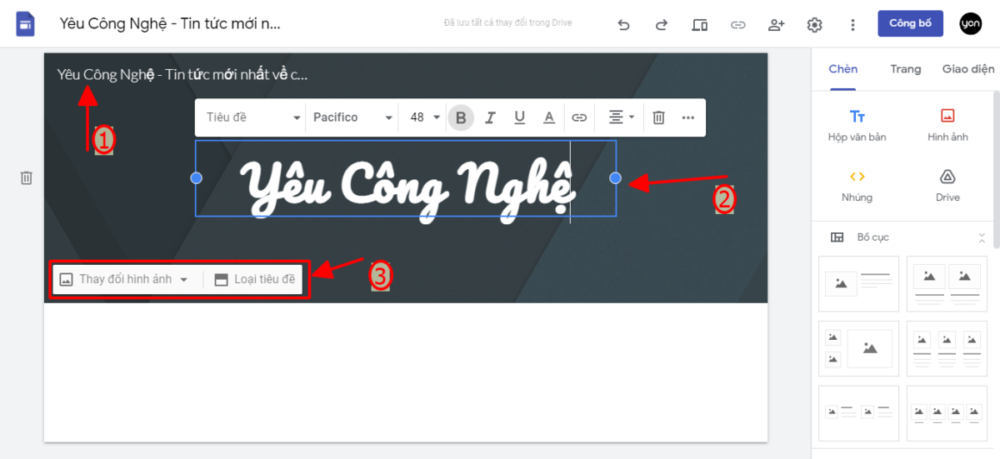 Yêu Công Nghệ - Tin tức mới n...
Đã lưu tất cả thay đổi trong Drive
Công bố
yon
Yêu Công Nghệ - Tin tức mới nhất về c...
1
Tiêu đề
Pacifico
48
B I U A
Yêu Công Nghệ
2
Thay đổi hình ảnh
Loại tiêu đề
3
Chèn
Trang
Giao diện
Tт
Hộp văn bản
Hình ảnh
Nhúng
Drive
Bố cục